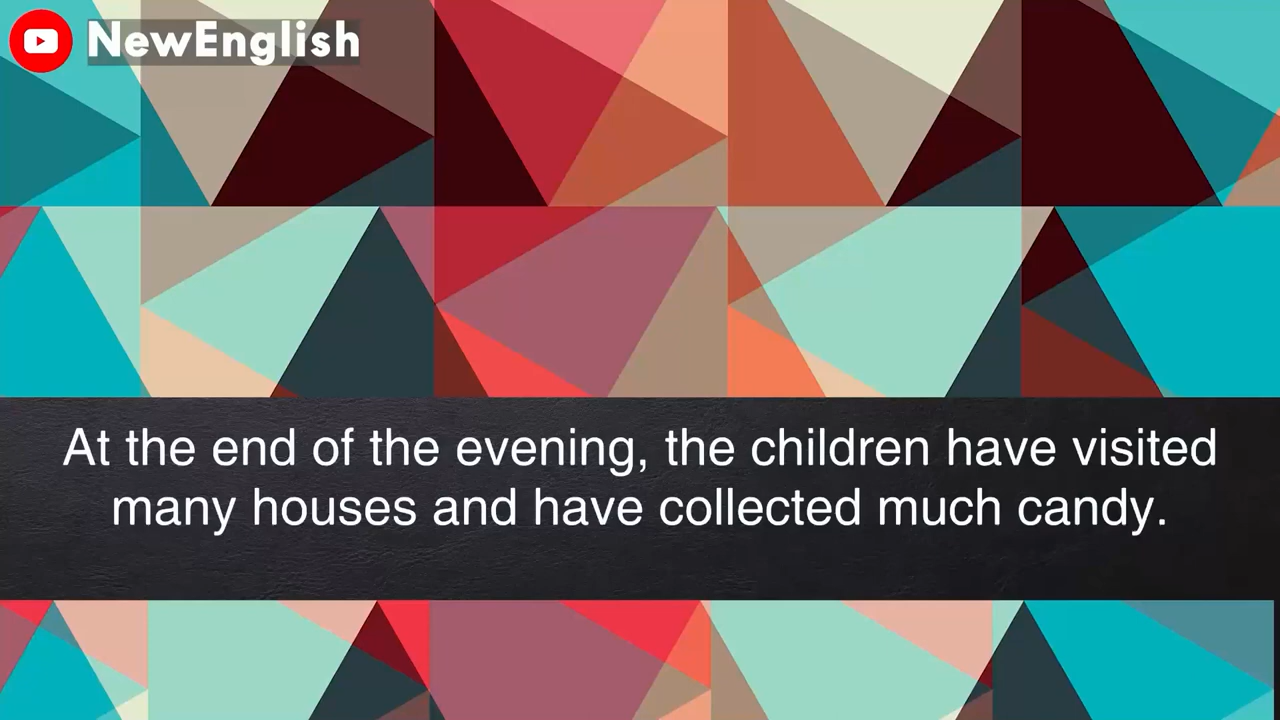 NewEnglish
At the end of the evening, the children have visited
many houses and have collected much candy.